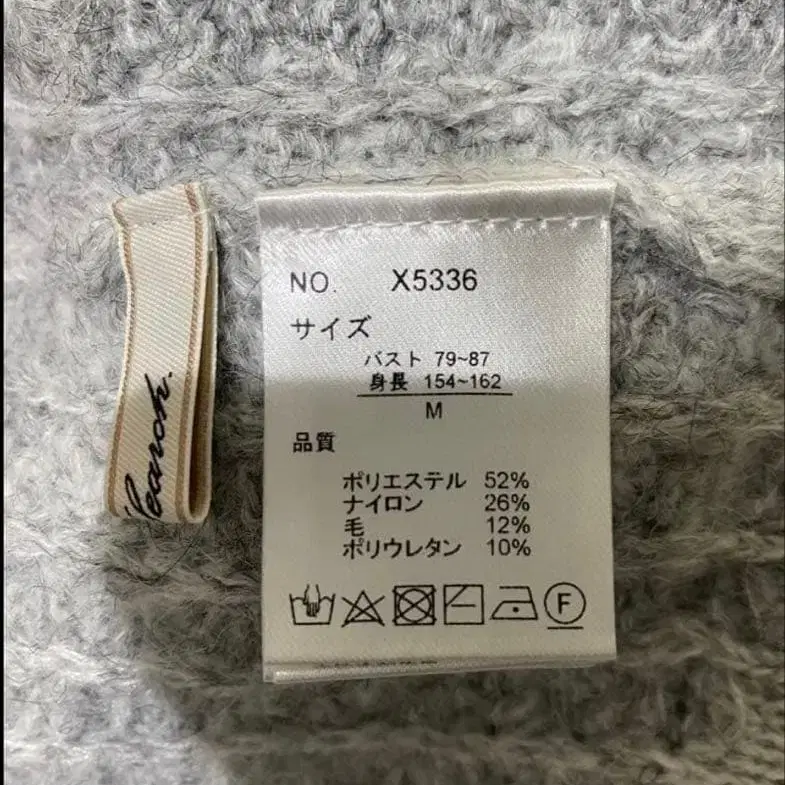 NO. X5336
サイズ
バスト 79~87
身長 154~162
M
品質
ポリエステル 52%
ナイロン 26%
毛 12%
ポリウレタン 10%
F